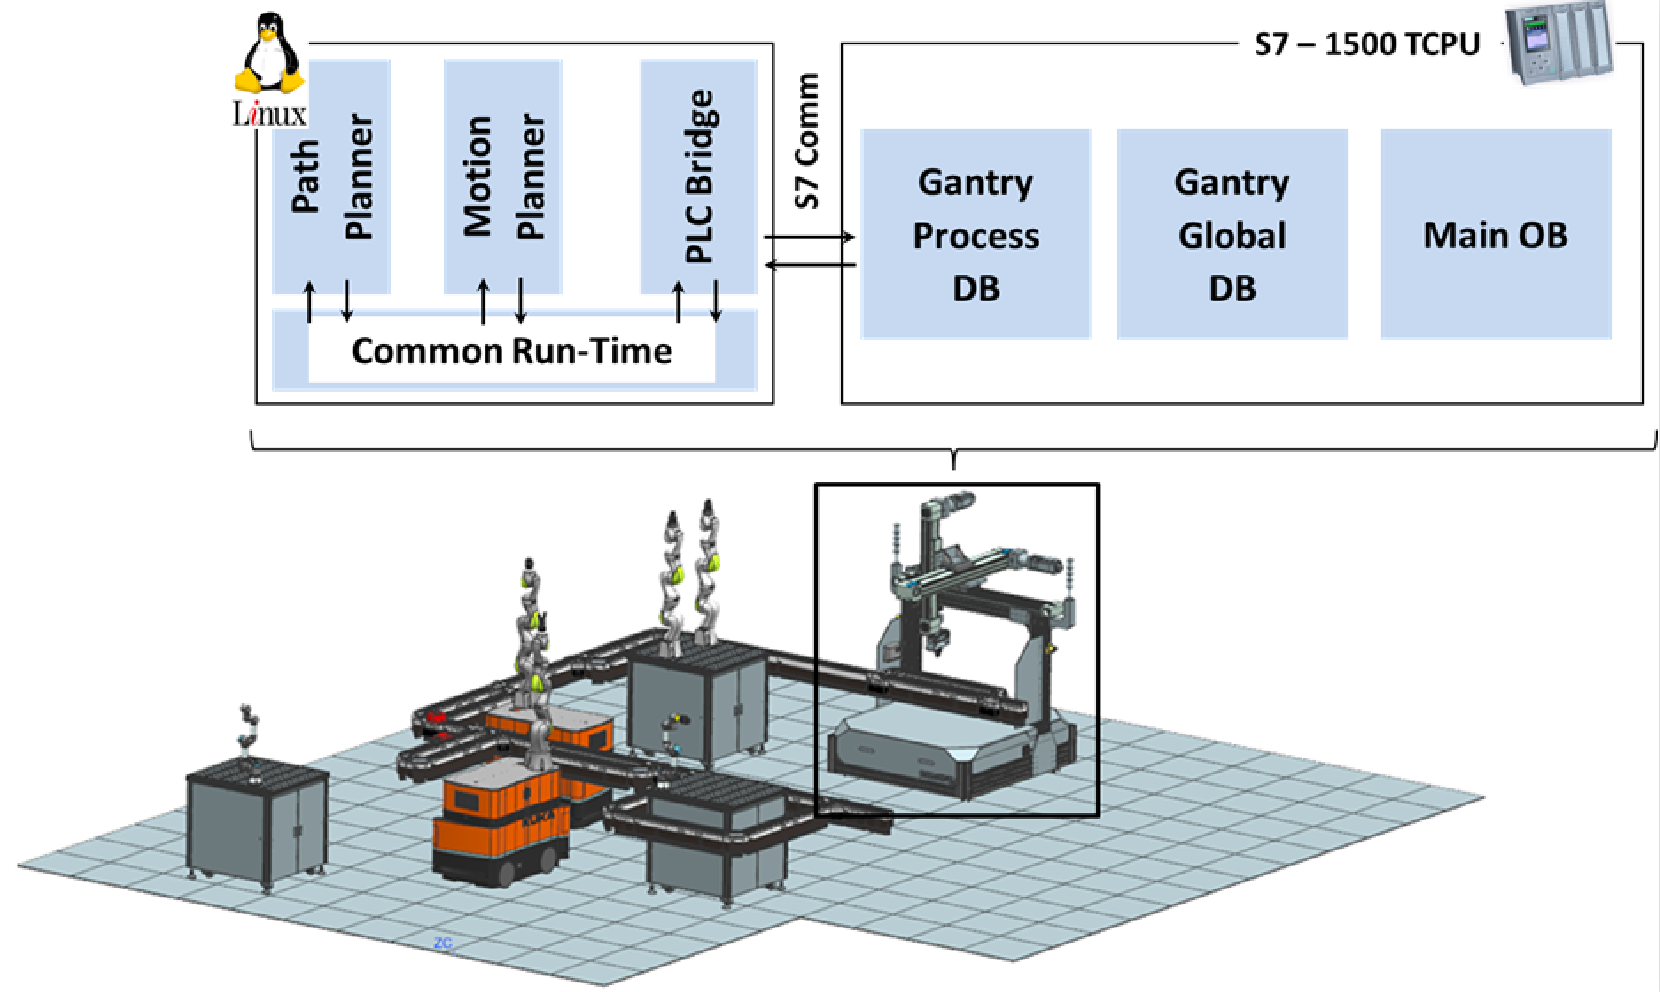 Linux
Path
Planner
Motion
Planner
PLC Bridge
Common Run-Time
S7 Comm
S7 – 1500 TCPU
Gantry
Process
DB
Gantry
Global
DB
Main OB
KUKA
ZC